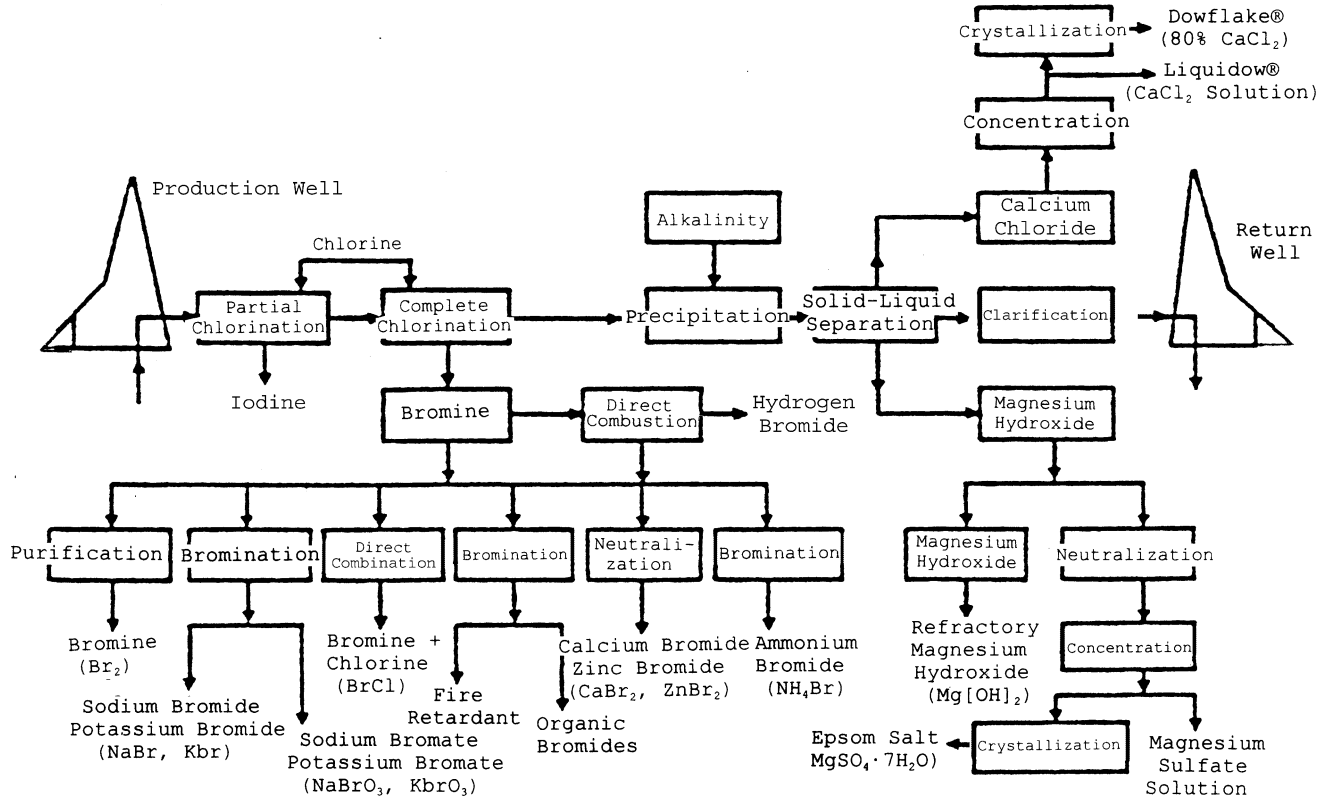 Crystallization
Dowflake®
(80% CaCl₂)
Liquidow®
(CaCl₂ Solution)
Concentration
Production Well
Calcium
Chloride
Alkalinity
Return
Well
Chlorine
Partial
Chlorination
Complete
Chlorination
Precipitation
Solid-Liquid
Separation
Clarification
Iodine
Bromine
Direct
Combustion
Hydrogen
Bromide
Magnesium
Hydroxide
Purification
Bromination
Direct
Combination
Bromination
Neutrali-
zation
Bromination
Magnesium
Hydroxide
Neutralization
Bromine
(Br₂)
Sodium Bromide
Potassium Bromide
(NaBr, Kbr)
Bromine +
Chlorine
(BrCl)
Sodium Bromate
Potassium Bromate
(NaBrO₃, KbrO₃)
Fire
Retardant
Organic
Bromides
Calcium Bromide
Zinc Bromide
(CaBr₂, ZnBr₂)
Ammonium
Bromide
(NH₄Br)
Refractory
Magnesium
Hydroxide
(Mg[OH]₂)
Concentration
Epsom Salt
MgSO₄·7H₂O)
Crystallization
Magnesium
Sulfate
Solution